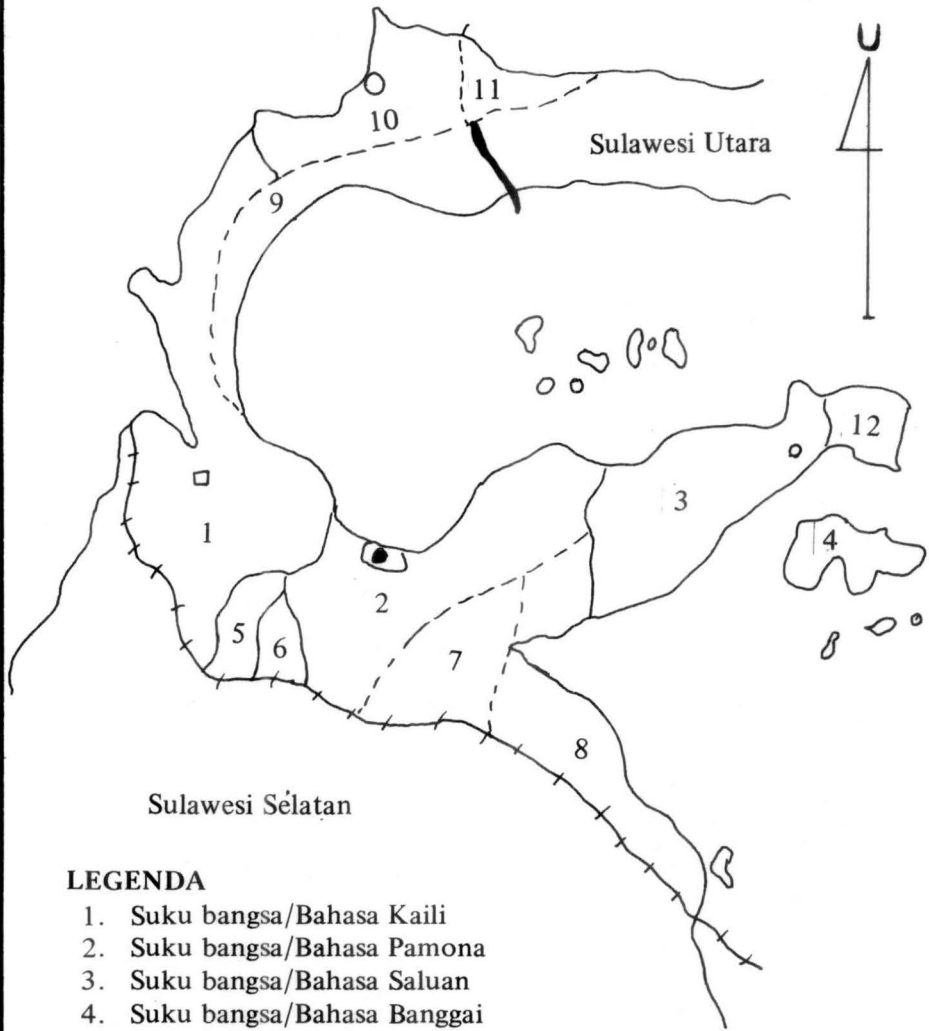 U
11
10
Sulawesi Utara
9
12
3
1
4
2
5
6
7
8
Sulawesi Selatan
LEGENDA
1. Suku bangsa/Bahasa Kaili
2. Suku bangsa/Bahasa Pamona
3. Suku bangsa/Bahasa Saluan
4. Suku bangsa/Bahasa Banggai